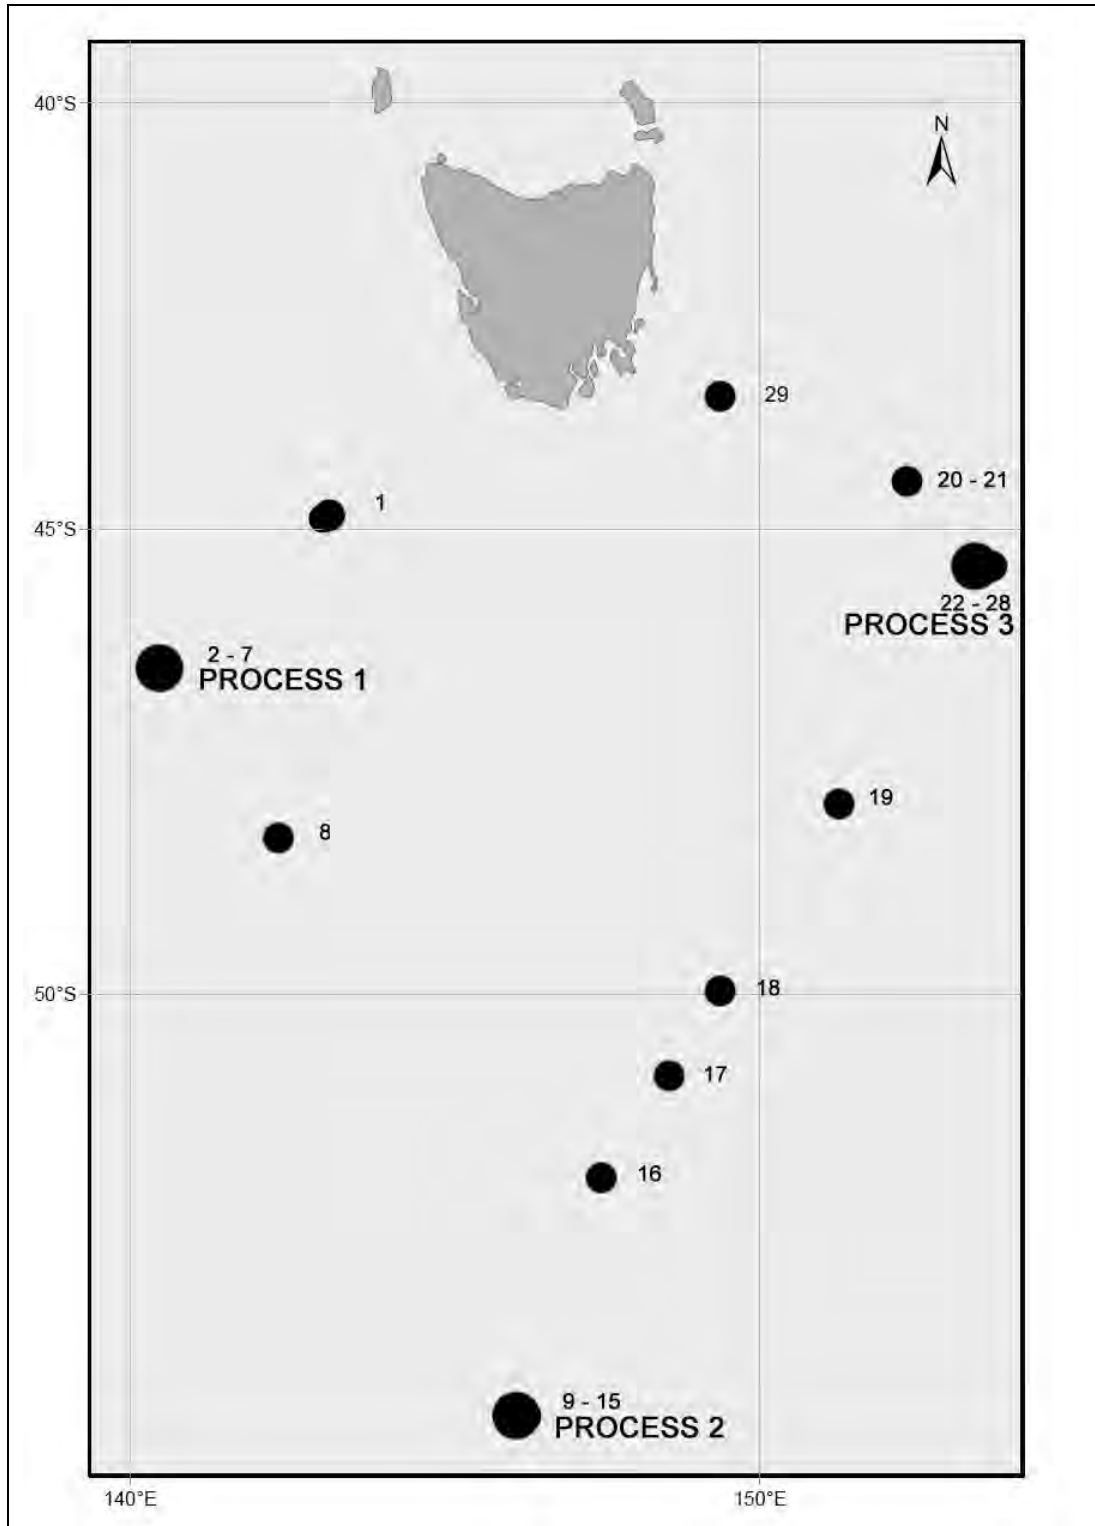 40°S
N
29
20 - 21
1
45°S
22 - 28
PROCESS 3
2 - 7
PROCESS 1
19
8
50°S
18
17
16
9 - 15
PROCESS 2
140°E
150°E